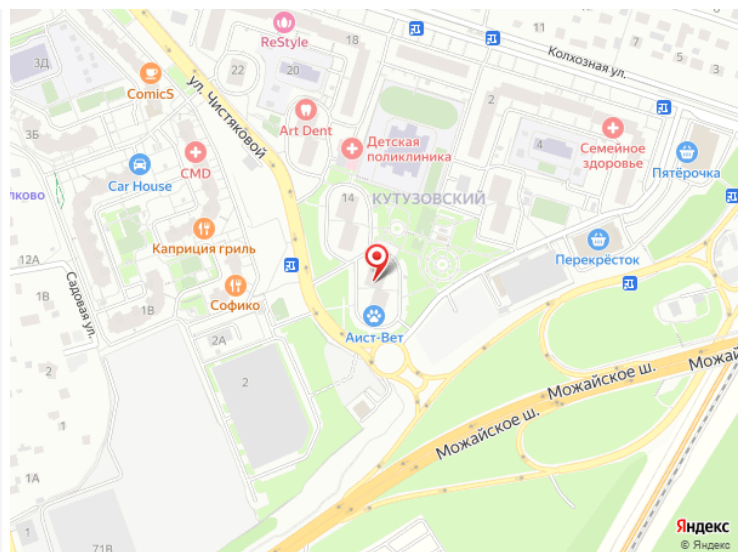 ReStyle
22
20
18
11
7
5
3
Колхозная ул.
2
3Д
ComicS
ул. Чистяковой
Art Dent
Детская
поликлиника
4
Семейное
здоровье
Пятёрочка
3Б
CMD
Car House
14
КУТУЗОВСКИЙ
лково
Каприция гриль
Перекрёсток
12А
1В
Садовая ул.
Софико
1В
Аист-Вет
2А
2
2
Можайское ш.
Можай
Можайское ш.
1
1А
1
71В
Яндекс
© Яндекс